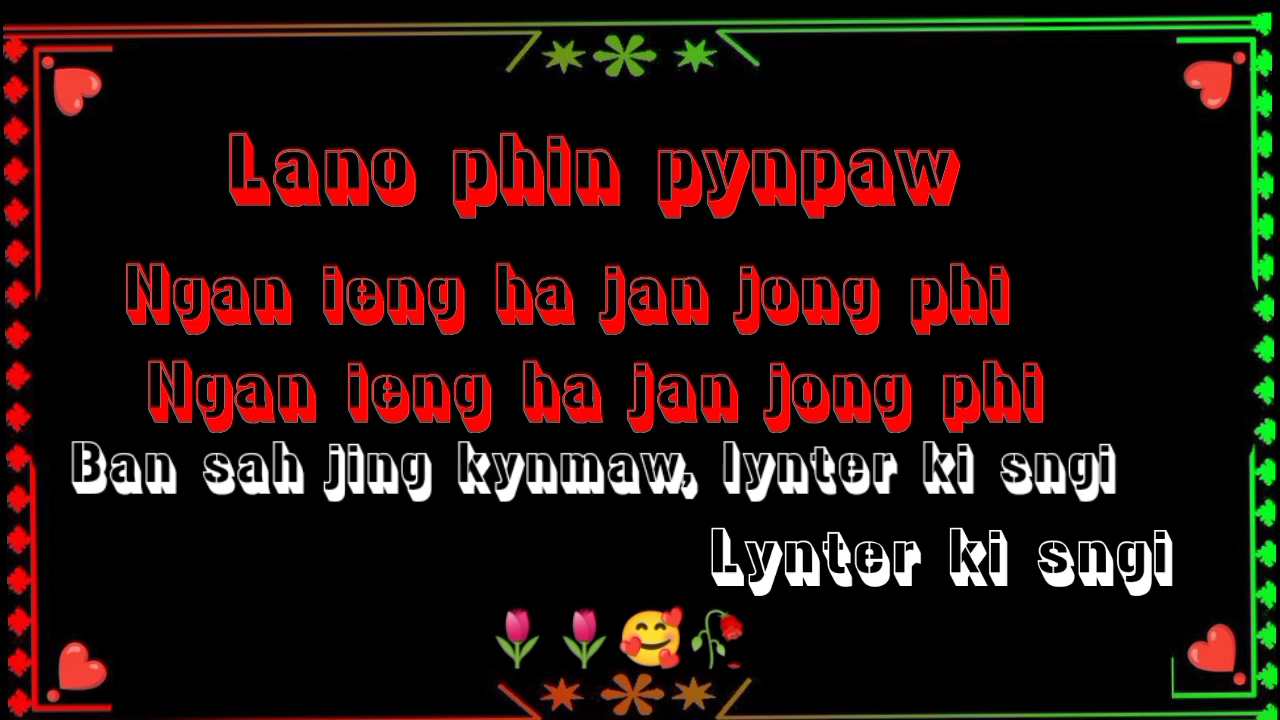 Lano phin pynpaw
Ngan ieng ha jan jong phi
Ngan ieng ha jan jong phi
Ban sah jing kynmaw, lynter ki sngi
Lynter ki sngi